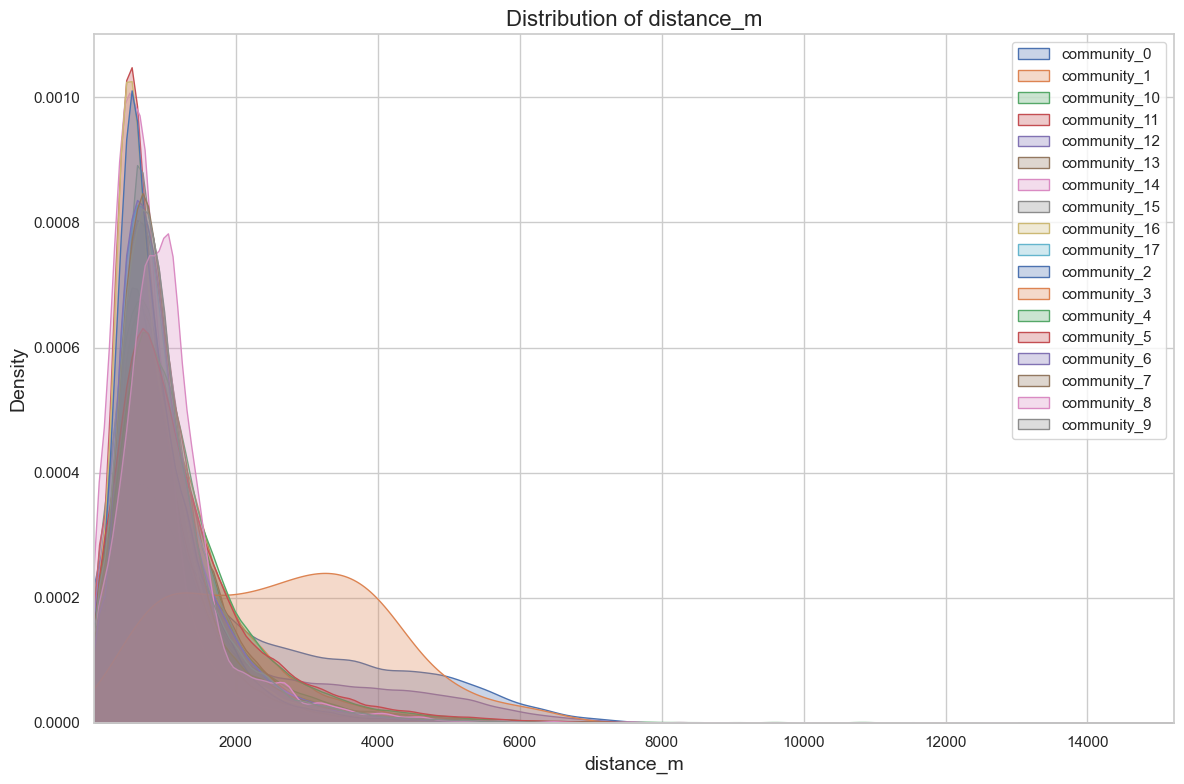 Distribution of distance_m
community_0
community_1
community_10
community_11
community_12
community_13
community_14
community_15
community_16
community_17
community_2
community_3
community_4
community_5
community_6
community_7
community_8
community_9
0.0010
0.0008
0.0006
0.0004
0.0002
0.0000
Density
2000 4000 6000 8000 10000 12000 14000
distance_m